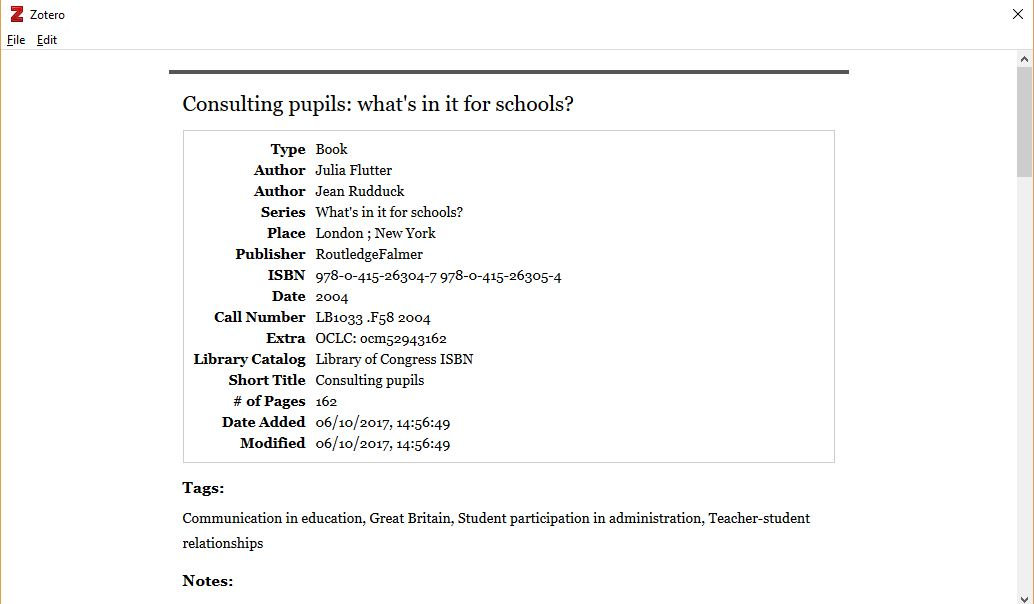 Zotero
File Edit
Consulting pupils: what's in it for schools?
Type Book
Author Julia Flutter
Author Jean Rudduck
Series What's in it for schools?
Place London ; New York
Publisher RoutledgeFalmer
ISBN 978-0-415-26304-7 978-0-415-26305-4
Date 2004
Call Number LB1033 .F58 2004
Extra OCLC: ocm52943162
Library Catalog Library of Congress ISBN
Short Title Consulting pupils
# of Pages 162
Date Added 06/10/2017, 14:56:49
Modified 06/10/2017, 14:56:49
Tags:
Communication in education, Great Britain, Student participation in administration, Teacher-student
relationships
Notes: